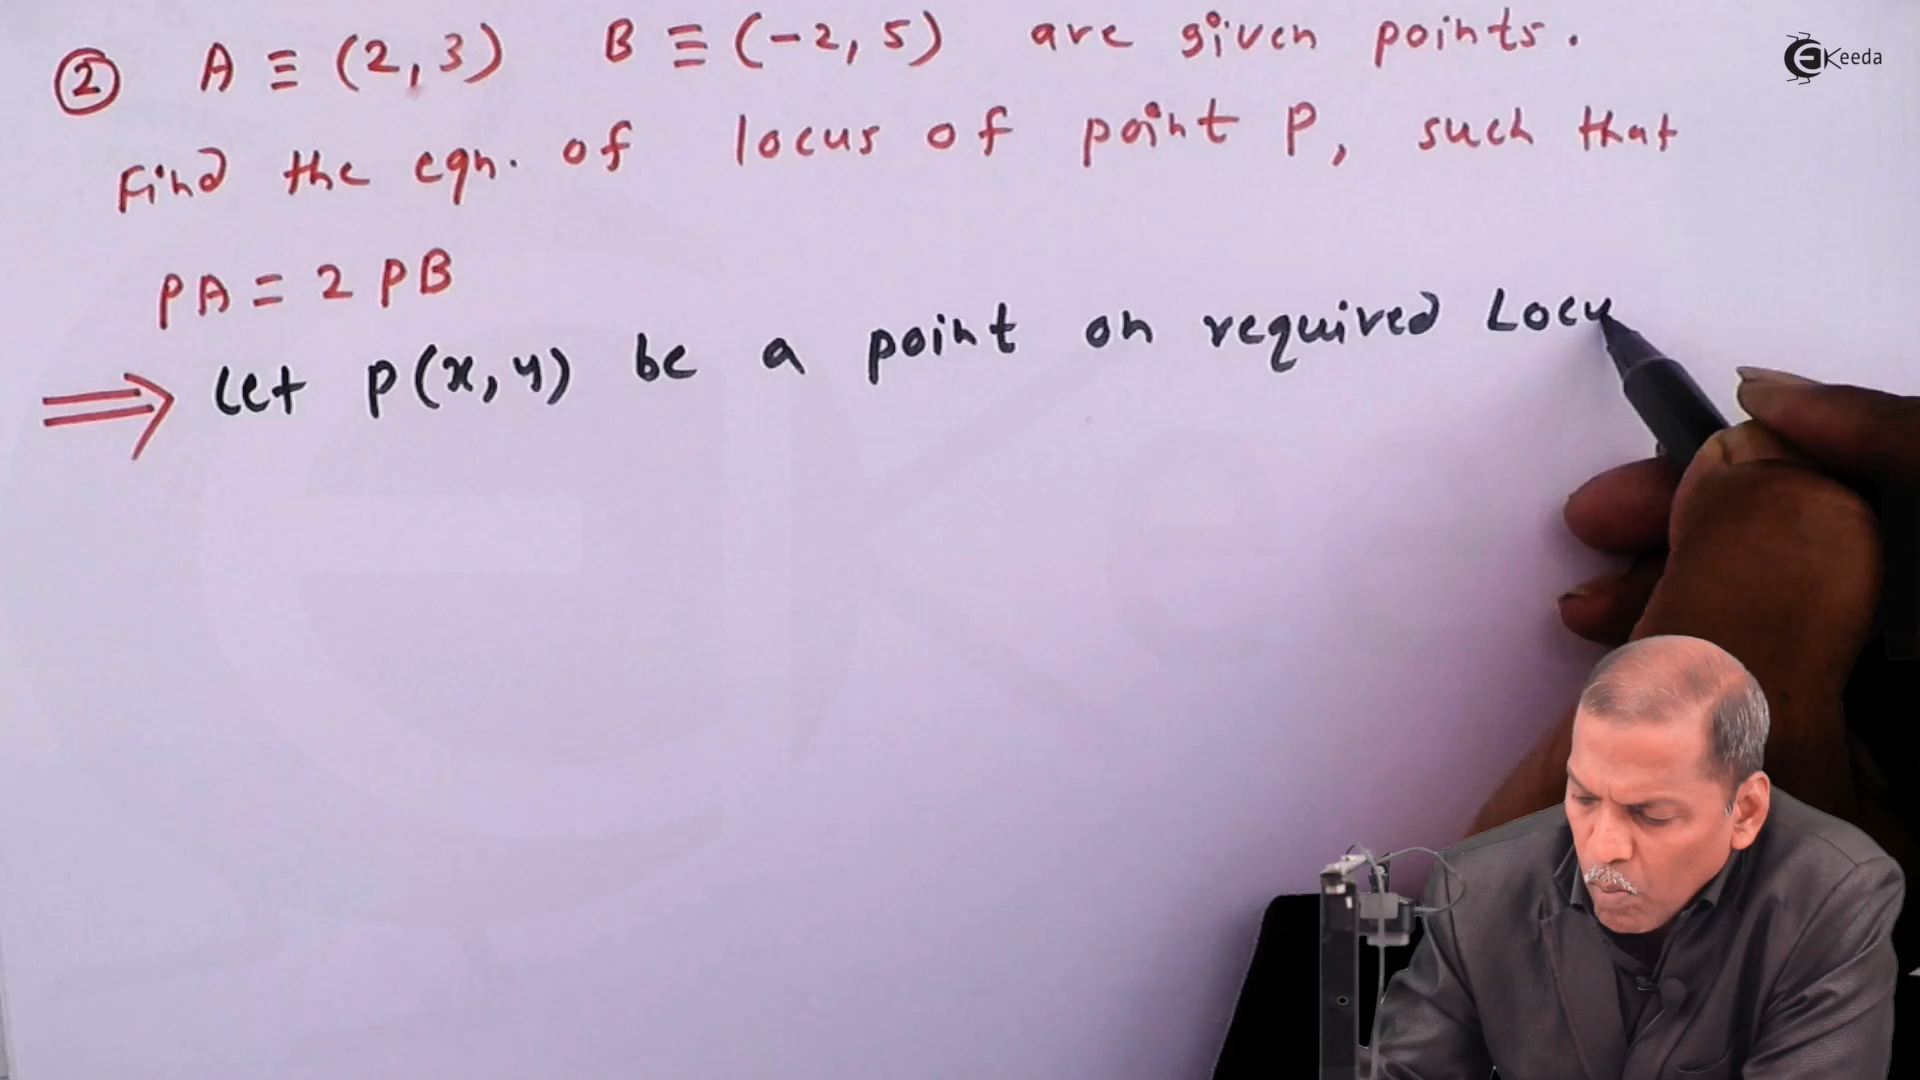 ② A ≡ (2, 3) B ≡ (-2, 5) are given points.
Find the eqn. of locus of point P, such that
PA = 2 PB
⇒ Let P(x, y) be a point on required Locu
EKeeda